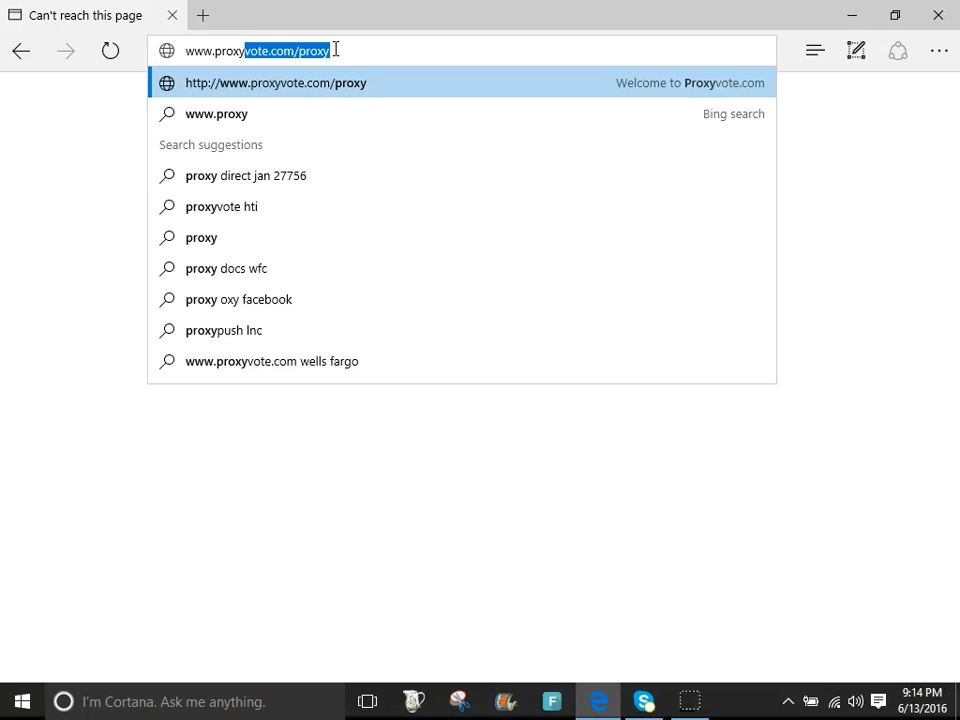 Can't reach this page
www.proxyvote.com/proxy
http://www.proxyvote.com/proxy Welcome to Proxyvote.com
www.proxy Bing search
Search suggestions
proxy direct jan 27756
proxyvote hti
proxy
proxy docs wfc
proxy oxy facebook
proxypush lnc
www.proxyvote.com wells fargo
I'm Cortana. Ask me anything.
F
9:14 PM
6/13/2016